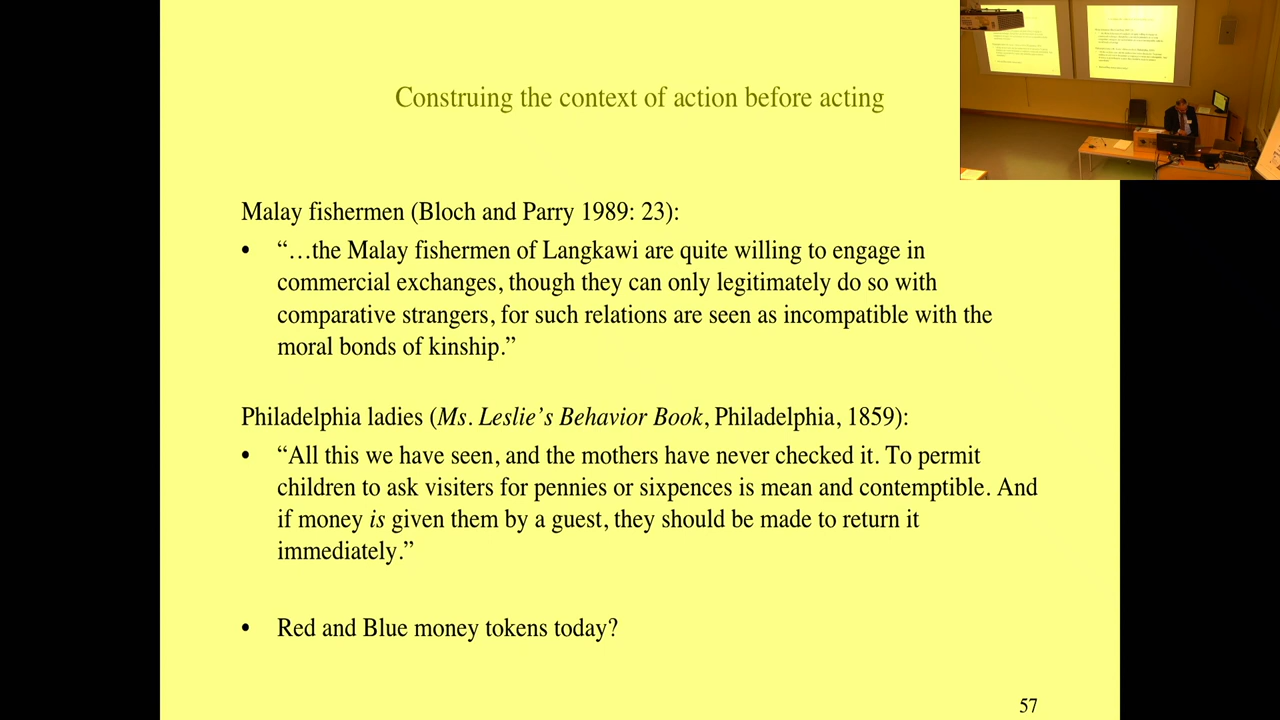 Construing the context of action before acting
Malay fishermen (Bloch and Parry 1989: 23):
• “…the Malay fishermen of Langkawi are quite willing to engage in
commercial exchanges, though they can only legitimately do so with
comparative strangers, for such relations are seen as incompatible with the
moral bonds of kinship.”
Philadelphia ladies (Ms. Leslie’s Behavior Book, Philadelphia, 1859):
• “All this we have seen, and the mothers have never checked it. To permit
children to ask visiters for pennies or sixpences is mean and contemptible. And
if money is given them by a guest, they should be made to return it
immediately.”
• Red and Blue money tokens today?
57